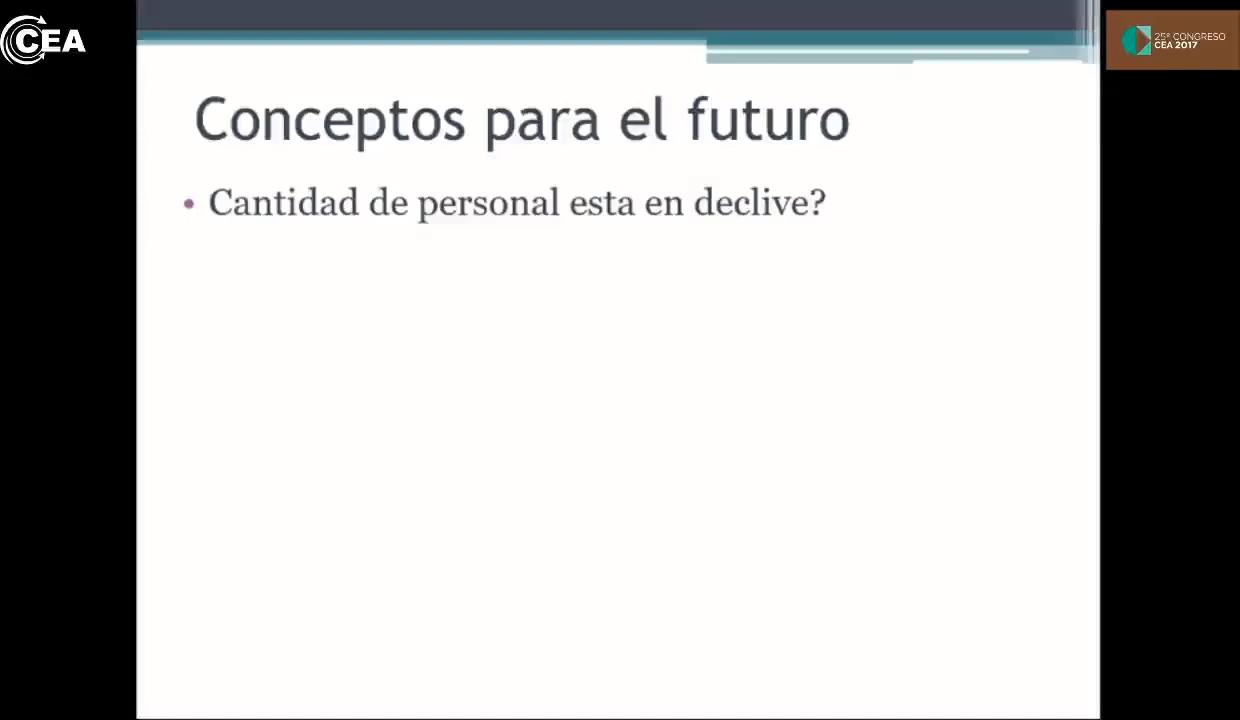 CEA
25º CONGRESO
CEA 2017
Conceptos para el futuro
• Cantidad de personal esta en declive?